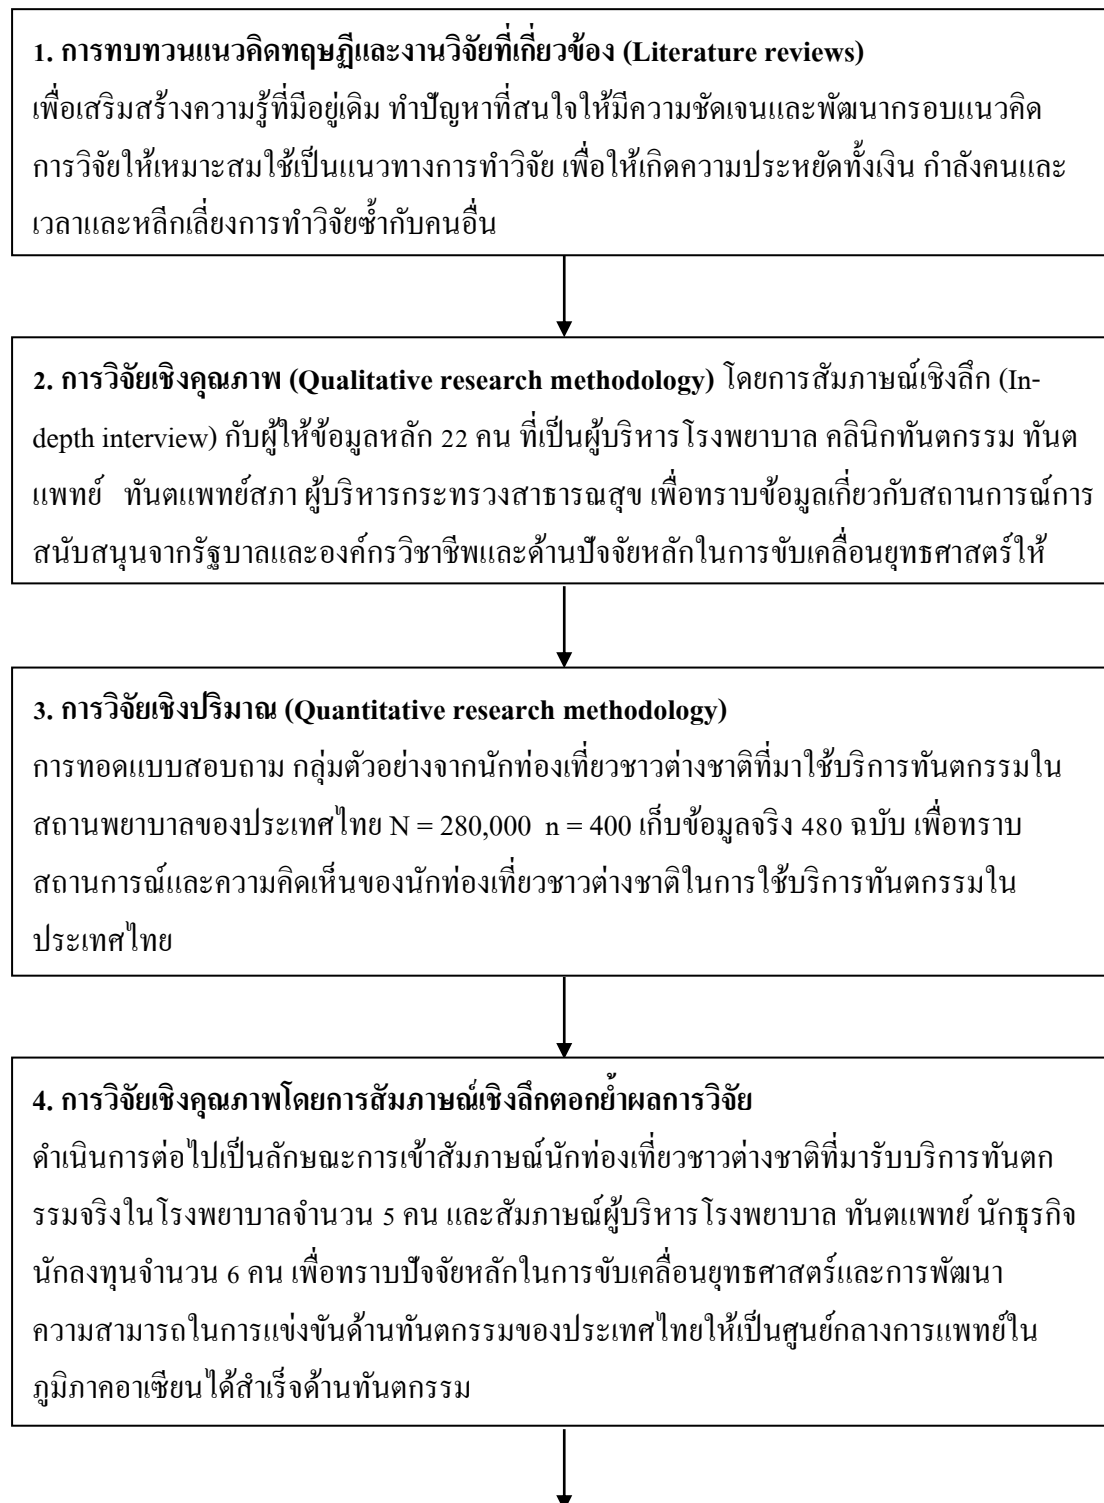 1. การทบทวนแนวคิดทฤษฎีและงานวิจัยที่เกี่ยวข้อง (Literature reviews)
เพื่อเสริมสร้างความรู้ที่มีอยู่เดิม ทำปัญหาที่สนใจให้มีความชัดเจนและพัฒนากรอบแนวคิด
การวิจัยให้เหมาะสมใช้เป็นแนวทางการทำวิจัย เพื่อให้เกิดความประหยัดทั้งเงิน กำลังคนและ
เวลาและหลีกเลี่ยงการทำวิจัยซ้ำกับคนอื่น
2. การวิจัยเชิงคุณภาพ (Qualitative research methodology) โดยการสัมภาษณ์เชิงลึก (In-
depth interview) กับผู้ให้ข้อมูลหลัก 22 คน ที่เป็นผู้บริหารโรงพยาบาล คลินิกทันตกรรม ทันต
แพทย์ ทันตแพทย์สภา ผู้บริหารกระทรวงสาธารณสุข เพื่อทราบข้อมูลเกี่ยวกับสถานการณ์การ
สนับสนุนจากรัฐบาลและองค์กรวิชาชีพและด้านปัจจัยหลักในการขับเคลื่อนยุทธศาสตร์ให้
3. การวิจัยเชิงปริมาณ (Quantitative research methodology)
การทอดแบบสอบถาม กลุ่มตัวอย่างจากนักท่องเที่ยวชาวต่างชาติที่มาใช้บริการทันตกรรมใน
สถานพยาบาลของประเทศไทย N = 280,000 n = 400 เก็บข้อมูลจริง 480 ฉบับ เพื่อทราบ
สถานการณ์และความคิดเห็นของนักท่องเที่ยวชาวต่างชาติในการใช้บริการทันตกรรมใน
ประเทศไทย
4. การวิจัยเชิงคุณภาพโดยการสัมภาษณ์เชิงลึกตอกย้ำผลการวิจัย
ดำเนินการต่อไปเป็นลักษณะการเข้าสัมภาษณ์นักท่องเที่ยวชาวต่างชาติที่มารับบริการทันตก
รรมจริงในโรงพยาบาลจำนวน 5 คน และสัมภาษณ์ผู้บริหารโรงพยาบาล ทันตแพทย์ นักธุรกิจ
นักลงทุนจำนวน 6 คน เพื่อทราบปัจจัยหลักในการขับเคลื่อนยุทธศาสตร์และการพัฒนา
ความสามารถในการแข่งขันด้านทันตกรรมของประเทศไทยให้เป็นศูนย์กลางการแพทย์ใน
ภูมิภาคอาเซียนได้สำเร็จด้านทันตกรรม